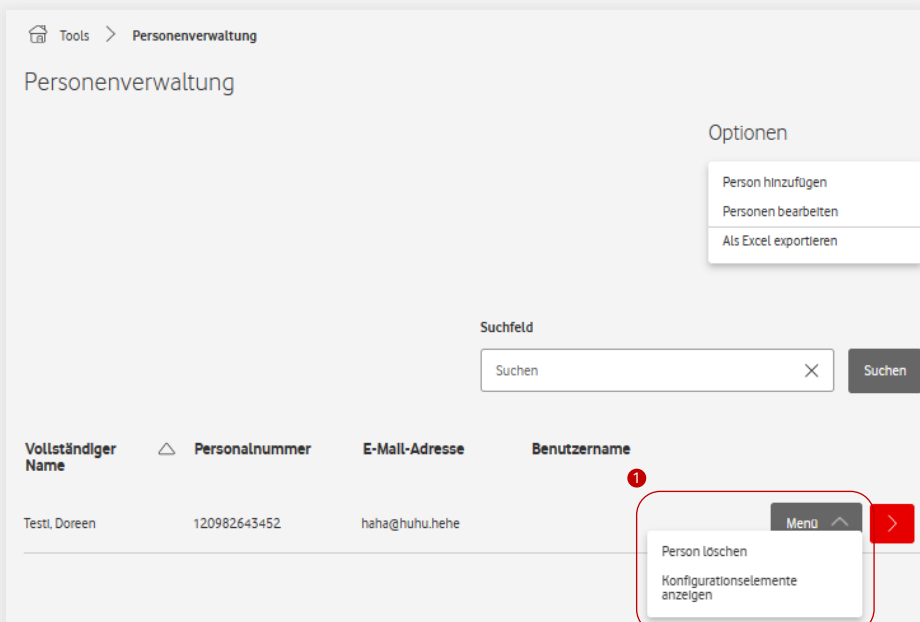 Tools > Personenverwaltung
Personenverwaltung
Optionen
Person hinzufügen
Personen bearbeiten
Als Excel exportieren
Suchfeld
Suchen
Suchen
Vollständiger Name
Personalnummer
E-Mail-Adresse
Benutzername
1
Testi, Doreen
120982643452
haha@huhu.hehe
Menü
Person löschen
Konfigurationselemente
anzeigen